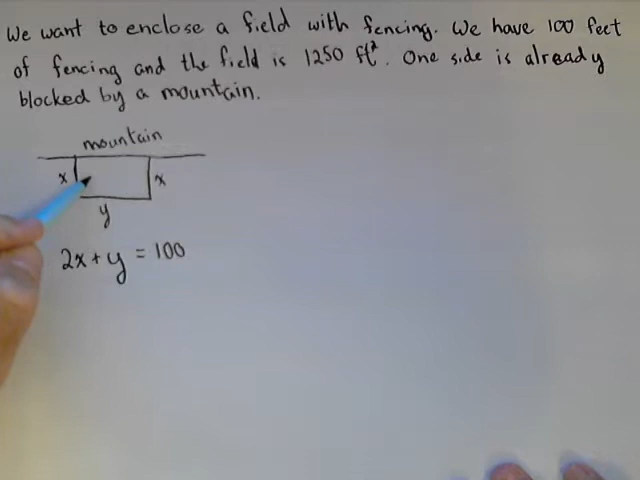 We want to enclose a field with fencing. We have 100 feet
of fencing and the field is 1250 ft². One side is already
blocked by a mountain.
mountain
x x
y
2x + y = 100